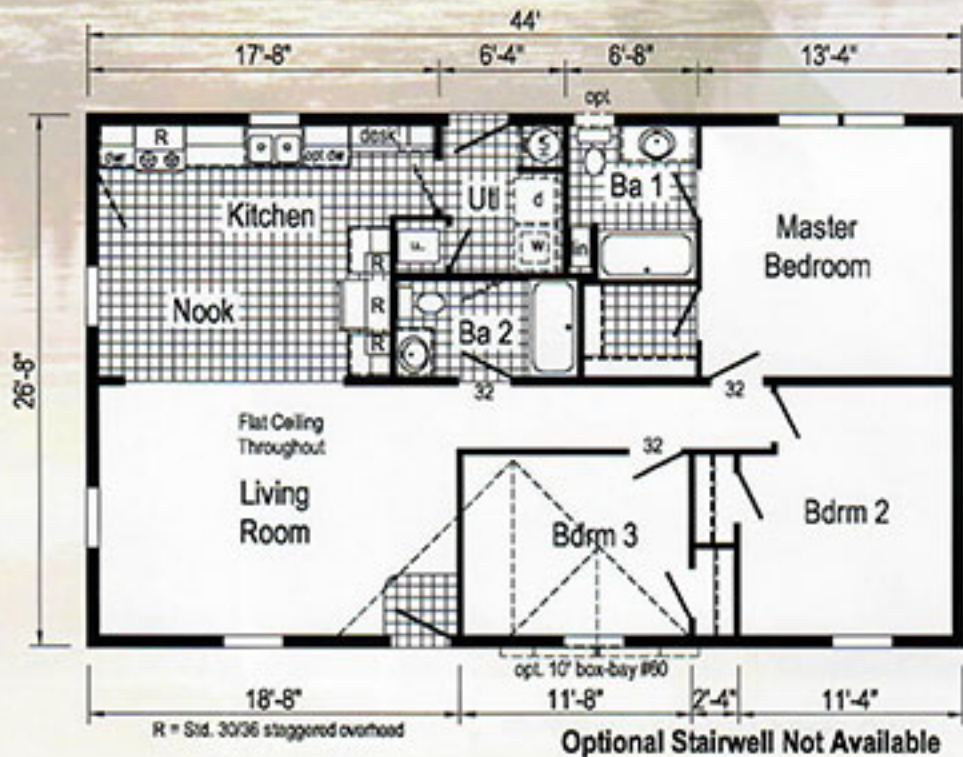 44'
17'-8" 6'-4" 6'-8" 13'-4"
opt
R desk S
dw opt dw
Kitchen Utl d Ba 1
Master
Bedroom
w lin
R
Nook R Ba 2
R
26'-8"
32 32
Flat Ceiling
Throughout
32
Living
Room
Bdrm 3 Bdrm 2
opt. 10' box-bay #60
18'-8" 11'-8" 2'-4" 11'-4"
R = Std. 30/36 staggered overhead
Optional Stairwell Not Available